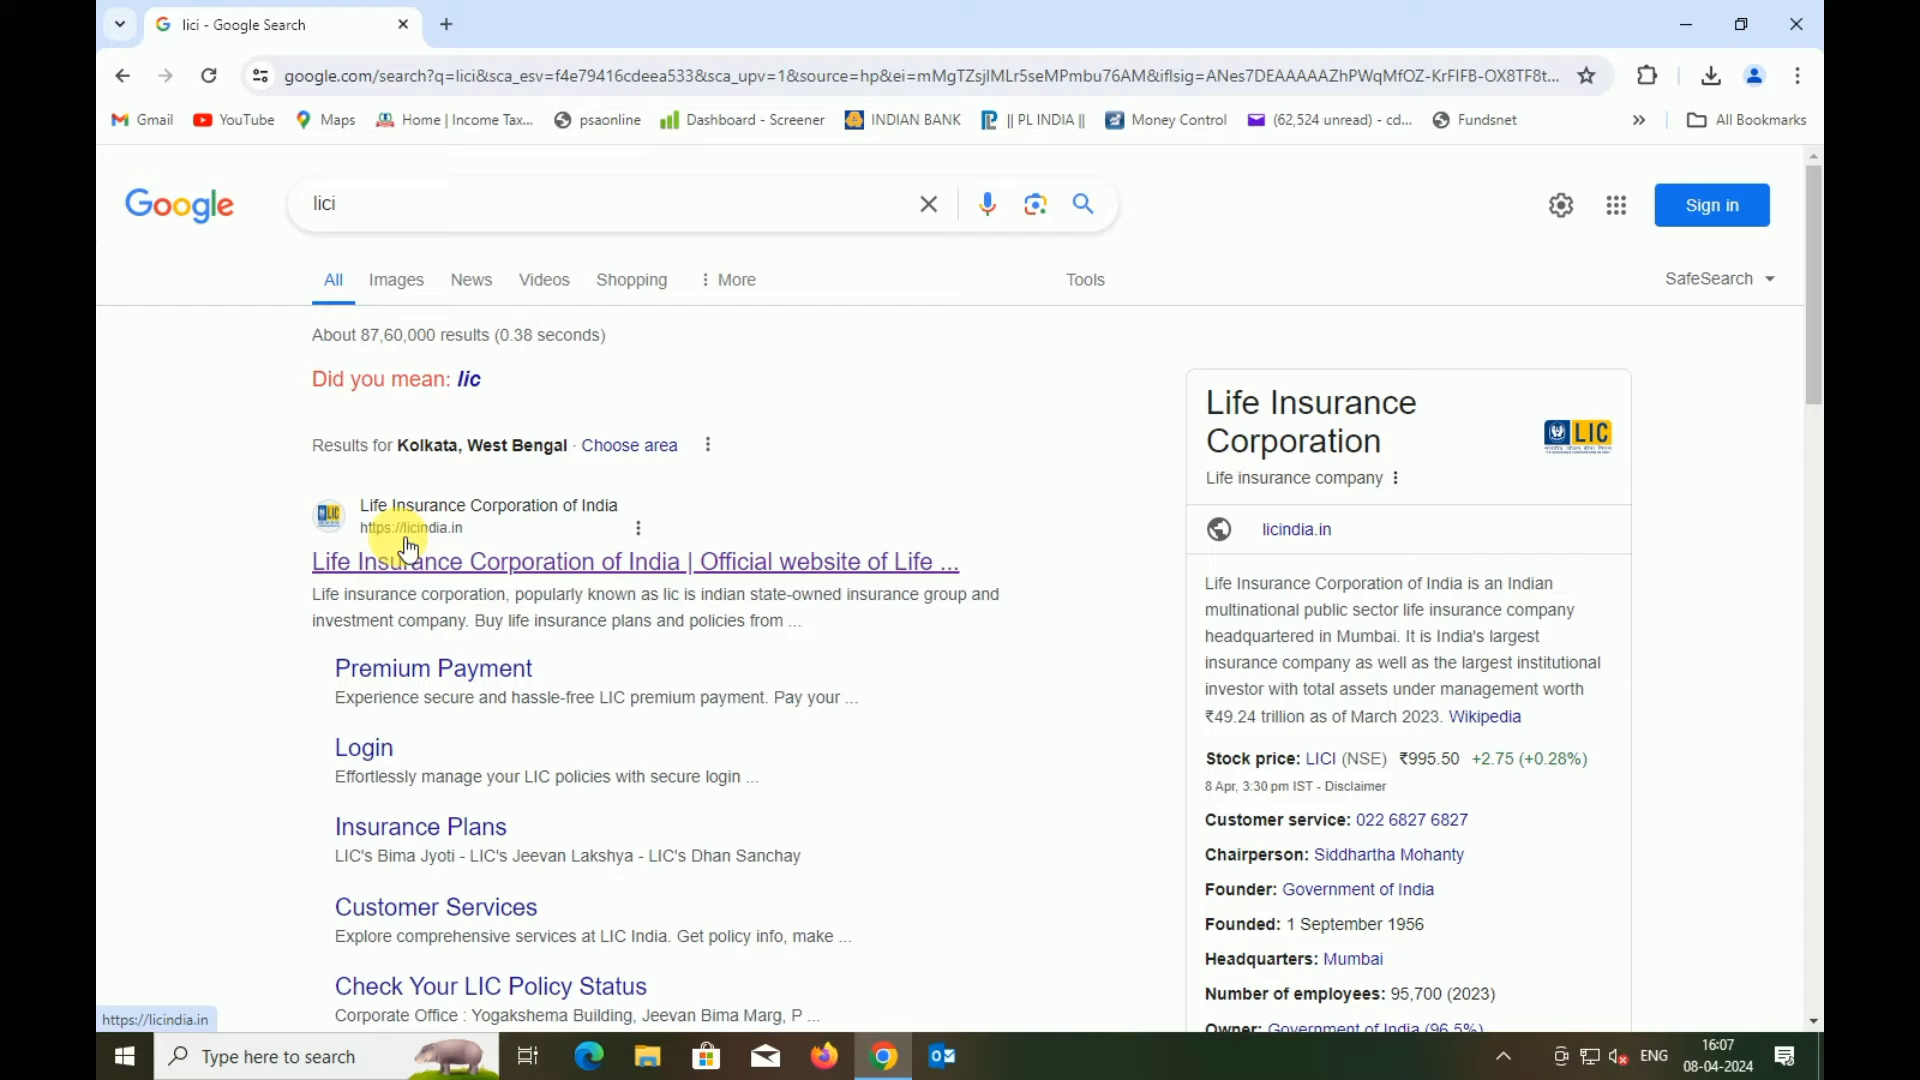 lici - Google Search
google.com/search?q=lici&sca_esv=f4e79416cdeea533&sca_upv=1&source=hp&ei=mMgTZsjIMLr5seMPmbu76AM&iflsig=ANes7DEAAAAAZhPWqMfOZ-KrFIFB-OX8TF8t...
Gmail YouTube Maps Home | Income Tax... psaonline Dashboard - Screener INDIAN BANK || PL INDIA || Money Control (62,524 unread) - cd... Fundsnet » All Bookmarks
Google
lici
Sign in
All Images News Videos Shopping More Tools SafeSearch
About 87,60,000 results (0.38 seconds)
Did you mean: lic
Results for Kolkata, West Bengal · Choose area
Life Insurance Corporation of India
https://licindia.in
Life Insurance Corporation of India | Official website of Life ...
Life insurance corporation, popularly known as lic is indian state-owned insurance group and
investment company. Buy life insurance plans and policies from ...
Premium Payment
Experience secure and hassle-free LIC premium payment. Pay your ...
Login
Effortlessly manage your LIC policies with secure login ...
Insurance Plans
LIC's Bima Jyoti - LIC's Jeevan Lakshya - LIC's Dhan Sanchay
Customer Services
Explore comprehensive services at LIC India. Get policy info, make ...
Check Your LIC Policy Status
Corporate Office : Yogakshema Building, Jeevan Bima Marg, P ...
Life Insurance
Corporation
LIC
Life insurance company
licindia.in
Life Insurance Corporation of India is an Indian
multinational public sector life insurance company
headquartered in Mumbai. It is India's largest
insurance company as well as the largest institutional
investor with total assets under management worth
₹49.24 trillion as of March 2023. Wikipedia
Stock price: LICI (NSE) ₹995.50 +2.75 (+0.28%)
8 Apr, 3:30 pm IST - Disclaimer
Customer service: 022 6827 6827
Chairperson: Siddhartha Mohanty
Founder: Government of India
Founded: 1 September 1956
Headquarters: Mumbai
Number of employees: 95,700 (2023)
Owner: Government of India (96.5%)
https://licindia.in
Type here to search
ENG
16:07
08-04-2024